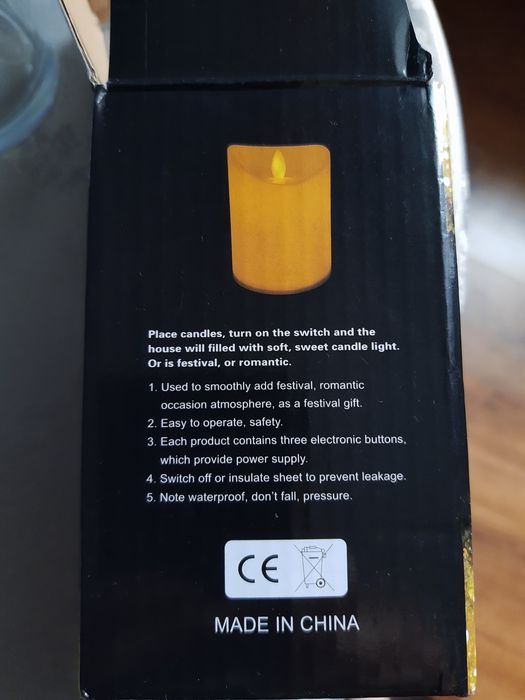 Place candles, turn on the switch and the
house will filled with soft, sweet candle light.
Or is festival, or romantic.
1. Used to smoothly add festival, romantic
occasion atmosphere, as a festival gift.
2. Easy to operate, safety.
3. Each product contains three electronic buttons,
which provide power supply.
4. Switch off or insulate sheet to prevent leakage.
5. Note waterproof, don't fall, pressure.
CE
MADE IN CHINA